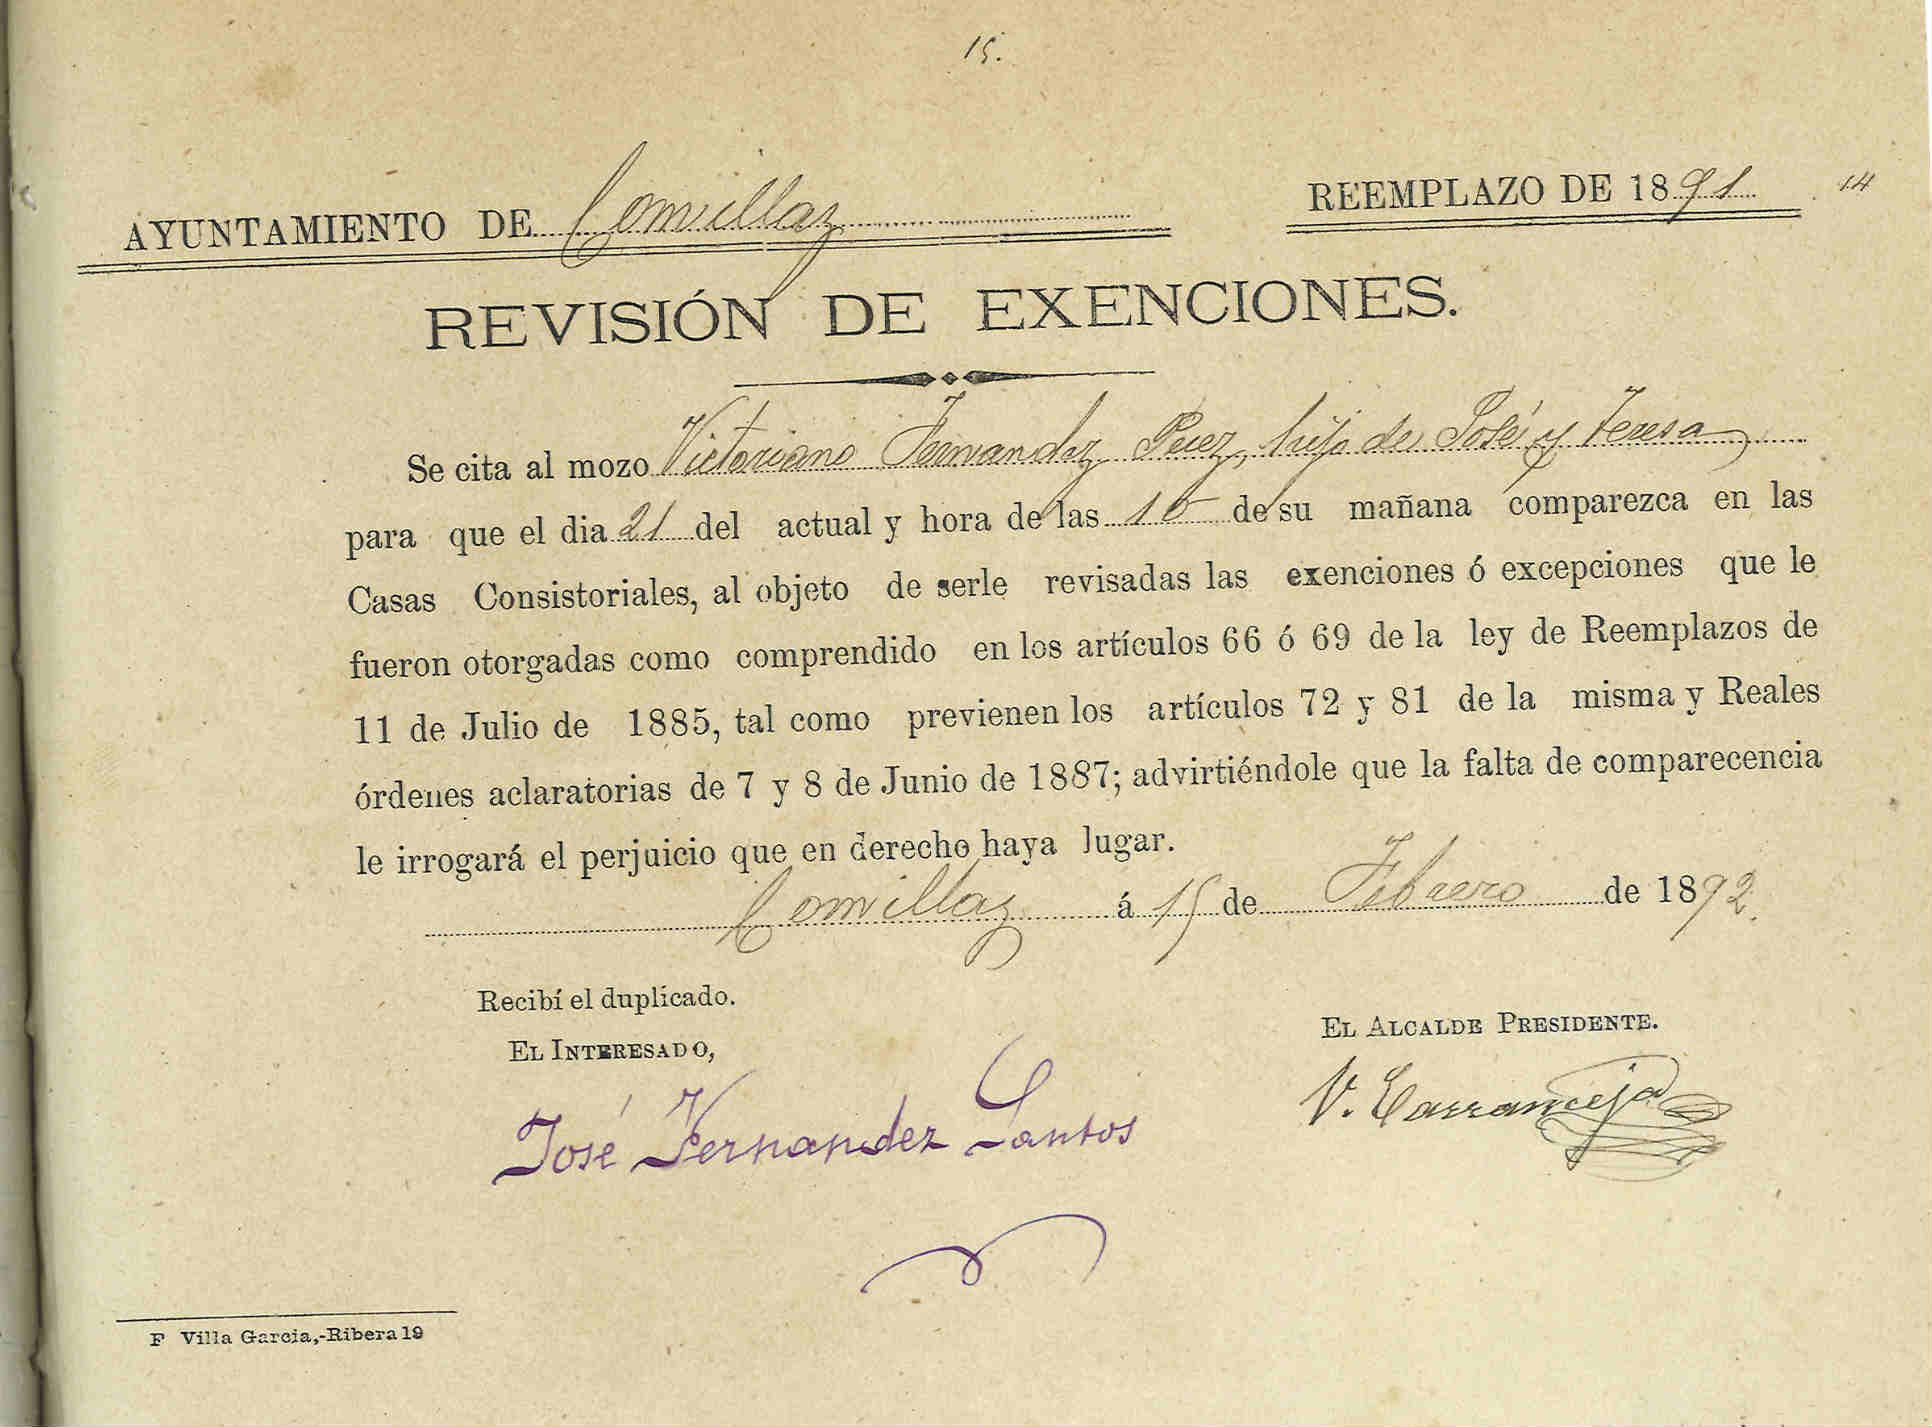 15.
AYUNTAMIENTO DE Comillas
REEMPLAZO DE 1891
14
REVISIÓN DE EXENCIONES.
Se cita al mozo Victoriano Fernandez Perez, hijo de José y Teresa
para que el dia 21 del actual y hora de las 10 de su mañana comparezca en las
Casas Consistoriales, al objeto de serle revisadas las exenciones ó excepciones que le
fueron otorgadas como comprendido en los artículos 66 ó 69 de la ley de Reemplazos de
11 de Julio de 1885, tal como previenen los artículos 72 y 81 de la misma y Reales
órdenes aclaratorias de 7 y 8 de Junio de 1887; advirtiéndole que la falta de comparecencia
le irrogará el perjuicio que en derecho haya lugar.
Comillas á 15 de Febrero de 1892.
Recibí el duplicado.
EL INTERESADO,
EL ALCALDE PRESIDENTE.
José Fernandez Santos
V. Carranceja
F Villa Garcia,-Ribera 19